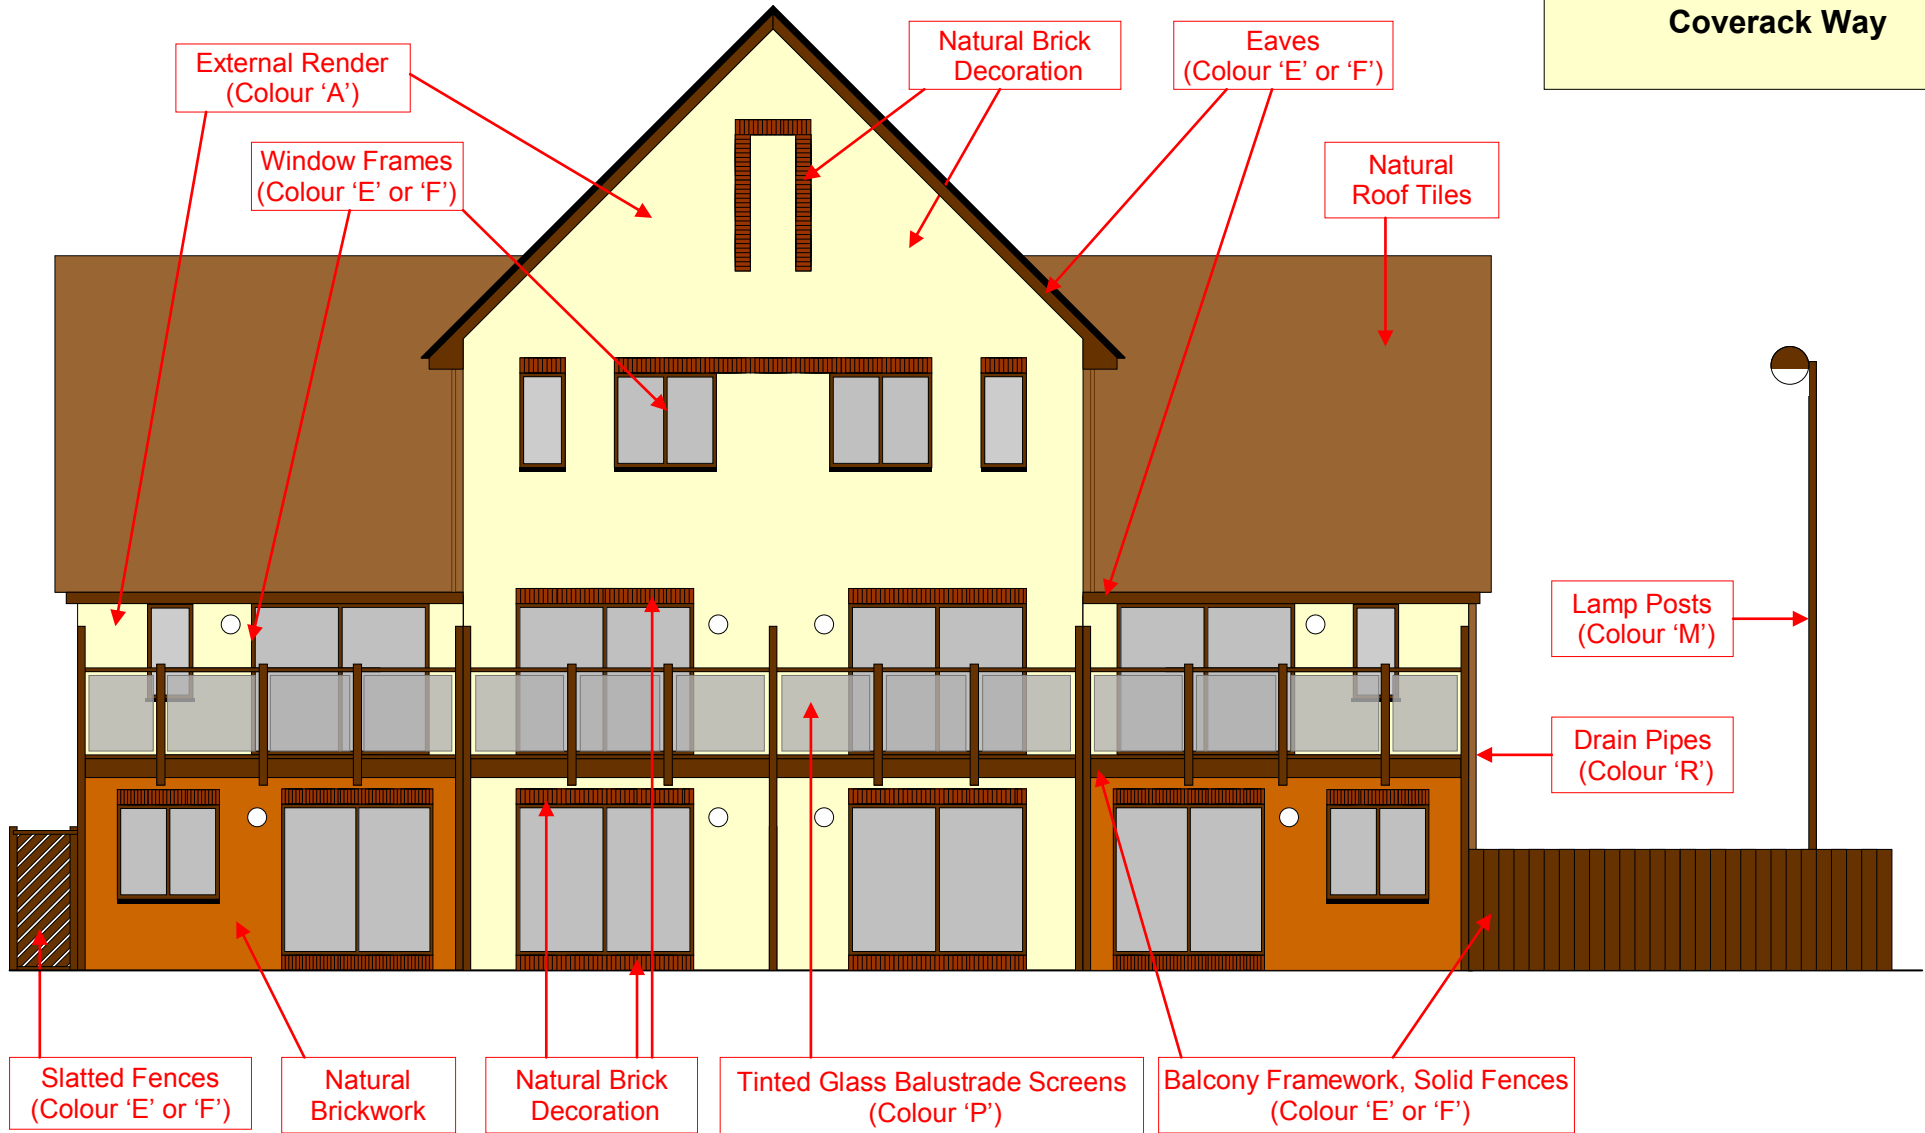 Coverack Way
External Render
(Colour ‘A’)
Natural Brick
Decoration
Eaves
(Colour ‘E’ or ‘F’)
Window Frames
(Colour ‘E’ or ‘F’)
Natural
Roof Tiles
Lamp Posts
(Colour ‘M’)
Drain Pipes
(Colour ‘R’)
Slatted Fences
(Colour ‘E’ or ‘F’)
Natural
Brickwork
Natural Brick
Decoration
Tinted Glass Balustrade Screens
(Colour ‘P’)
Balcony Framework, Solid Fences
(Colour ‘E’ or ‘F’)